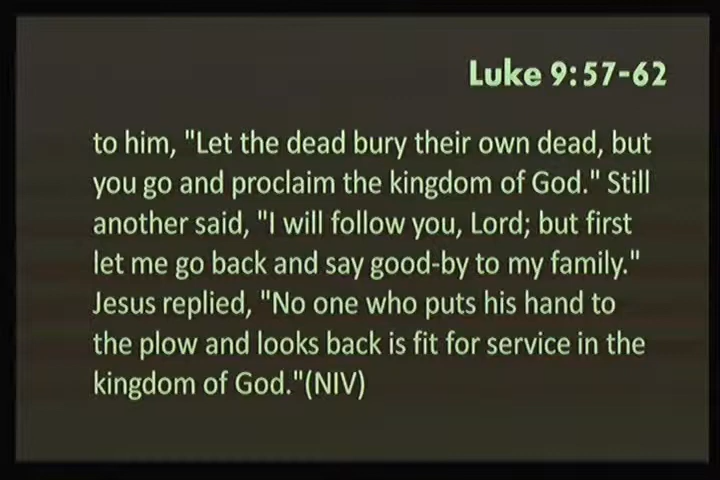 Luke 9:57-62
to him, "Let the dead bury their own dead, but
you go and proclaim the kingdom of God." Still
another said, "I will follow you, Lord; but first
let me go back and say good-by to my family."
Jesus replied, "No one who puts his hand to
the plow and looks back is fit for service in the
kingdom of God."(NIV)